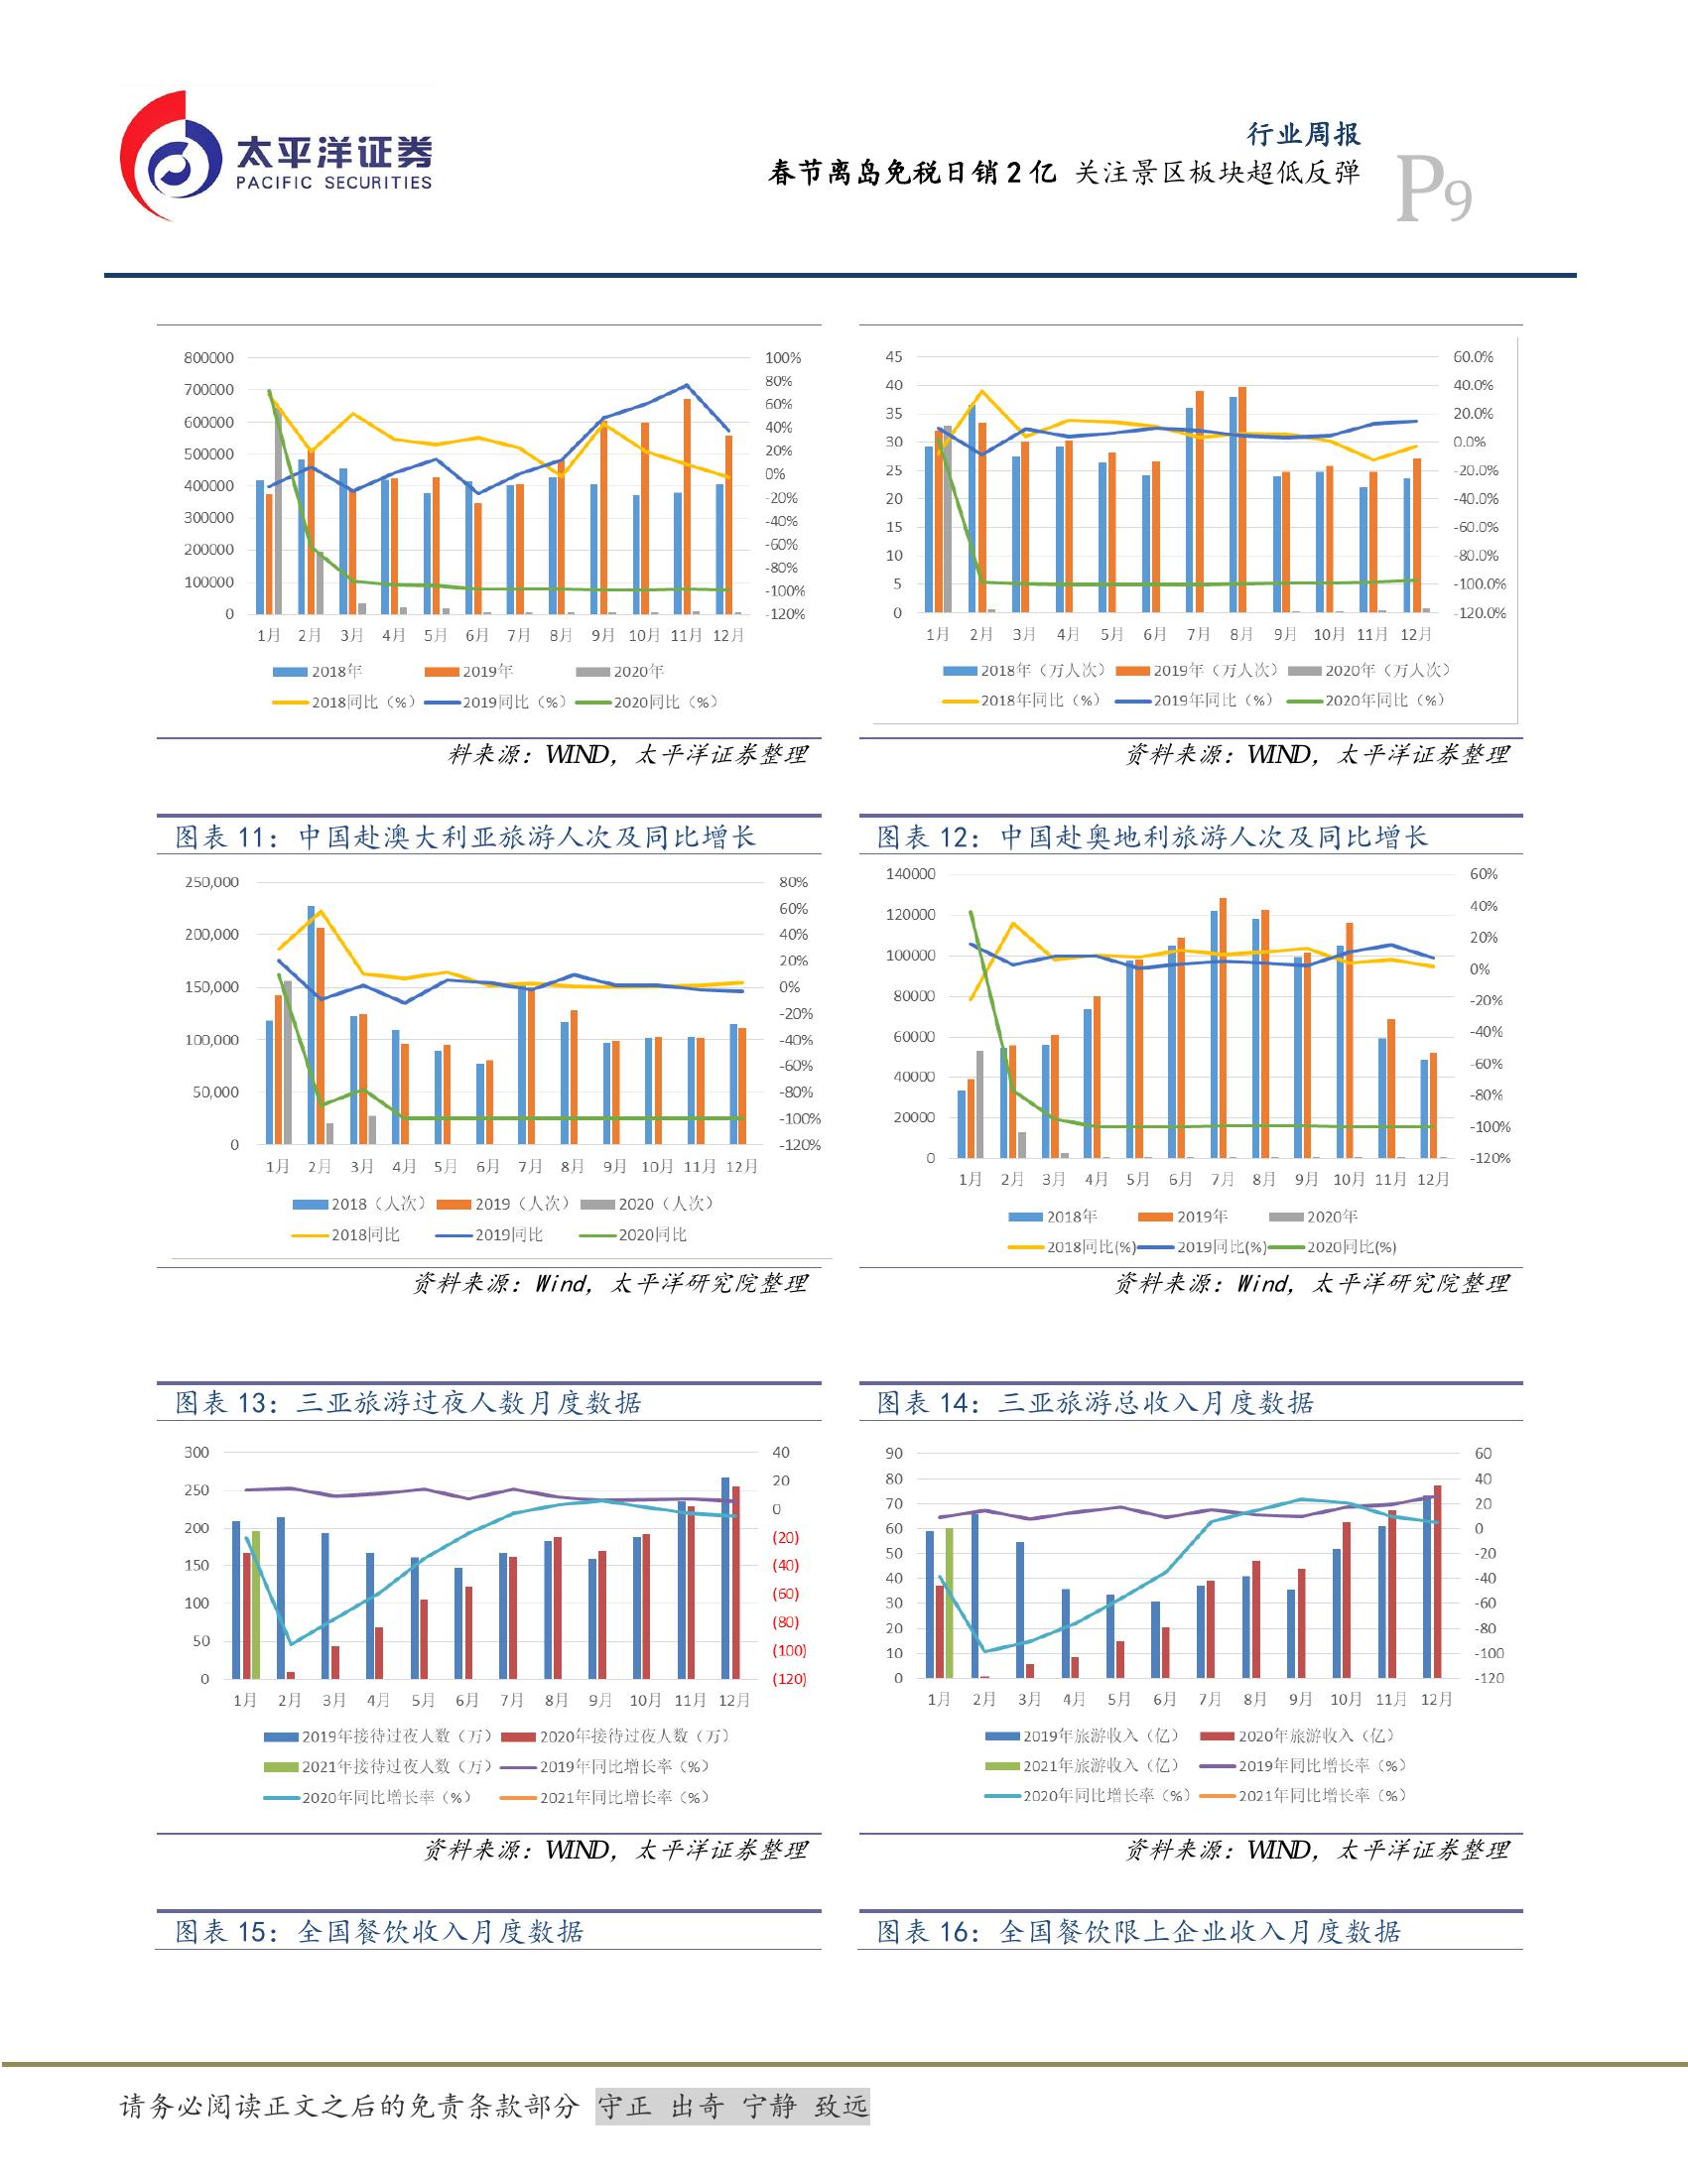 太平洋证券
PACIFIC SECURITIES
行业周报
春节离岛免税日销2亿 关注景区板块超低反弹
P9
800000
700000
600000
500000
400000
300000
200000
100000
0
100%
80%
60%
40%
20%
0%
-20%
-40%
-60%
-80%
-100%
-120%
1月 2月 3月 4月 5月 6月 7月 8月 9月 10月 11月 12月
2018年 2019年 2020年
2018同比（%） 2019同比（%） 2020同比（%）
料来源：WIND，太平洋证券整理
45
40
35
30
25
20
15
10
5
0
60.0%
40.0%
20.0%
0.0%
-20.0%
-40.0%
-60.0%
-80.0%
-100.0%
-120.0%
1月 2月 3月 4月 5月 6月 7月 8月 9月 10月 11月 12月
2018年（万人次） 2019年（万人次） 2020年（万人次）
2018年同比（%） 2019年同比（%） 2020年同比（%）
资料来源：WIND，太平洋证券整理
图表 11：中国赴澳大利亚旅游人次及同比增长
250,000
200,000
150,000
100,000
50,000
0
80%
60%
40%
20%
0%
-20%
-40%
-60%
-80%
-100%
-120%
1月 2月 3月 4月 5月 6月 7月 8月 9月 10月 11月 12月
2018（人次） 2019（人次） 2020（人次）
2018同比 2019同比 2020同比
资料来源：Wind，太平洋研究院整理
图表 12：中国赴奥地利旅游人次及同比增长
140000
120000
100000
80000
60000
40000
20000
0
60%
40%
20%
0%
-20%
-40%
-60%
-80%
-100%
-120%
1月 2月 3月 4月 5月 6月 7月 8月 9月 10月 11月 12月
2018年 2019年 2020年
2018同比(%) 2019同比(%) 2020同比(%)
资料来源：Wind，太平洋研究院整理
图表 13：三亚旅游过夜人数月度数据
300
250
200
150
100
50
0
40
20
0
(20)
(40)
(60)
(80)
(100)
(120)
1月 2月 3月 4月 5月 6月 7月 8月 9月 10月 11月 12月
2019年接待过夜人数（万） 2020年接待过夜人数（万）
2021年接待过夜人数（万） 2019年同比增长率（%）
2020年同比增长率（%） 2021年同比增长率（%）
资料来源：WIND，太平洋证券整理
图表 14：三亚旅游总收入月度数据
90
80
70
60
50
40
30
20
10
0
60
40
20
0
-20
-40
-60
-80
-100
-120
1月 2月 3月 4月 5月 6月 7月 8月 9月 10月 11月 12月
2019年旅游收入（亿） 2020年旅游收入（亿）
2021年旅游收入（亿） 2019年同比增长率（%）
2020年同比增长率（%） 2021年同比增长率（%）
资料来源：WIND，太平洋证券整理
图表 15：全国餐饮收入月度数据
图表 16：全国餐饮限上企业收入月度数据
请务必阅读正文之后的免责条款部分 守正 出奇 宁静 致远